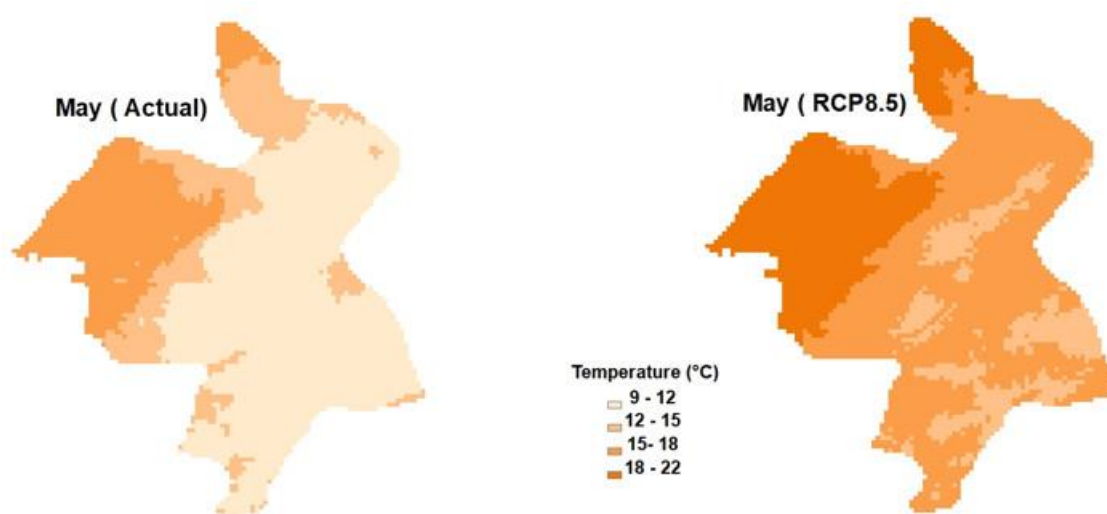 May ( Actual)
May ( RCP8.5)
Temperature (°C)
9 - 12
12 - 15
15- 18
18 - 22